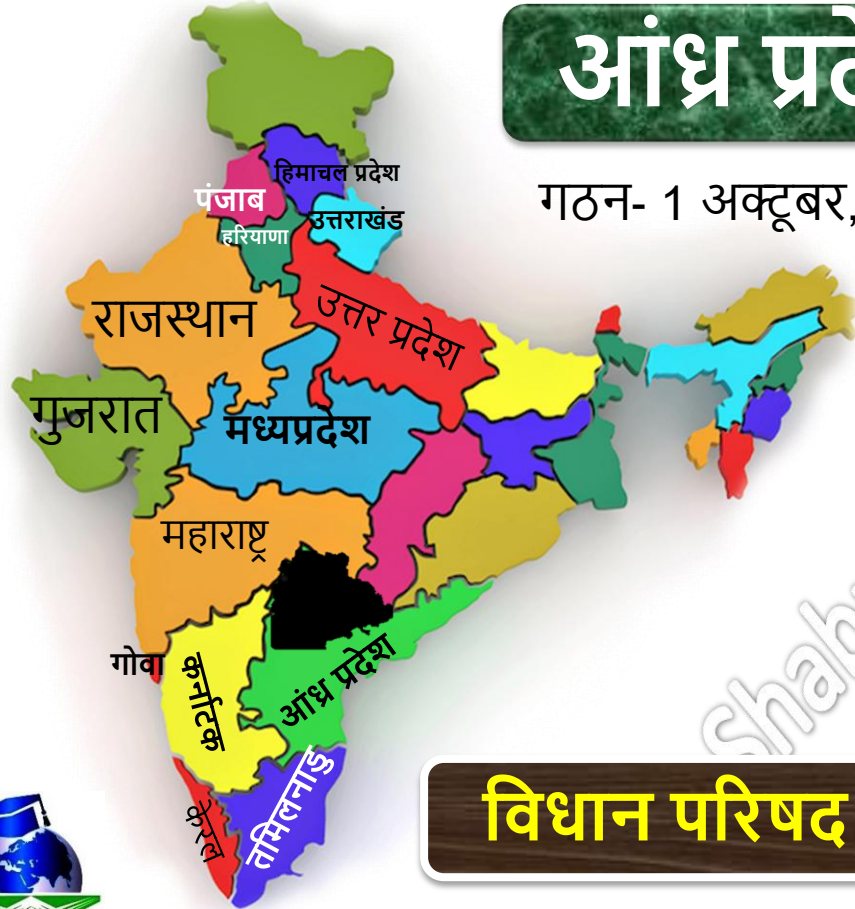 आंध्र
गठन- 1 अक्टूबर,
हिमाचल प्रदेश
पंजाब
उत्तराखंड
हरियाणा
राजस्थान
उत्तर प्रदेश
गुजरात
मध्यप्रदेश
महाराष्ट्र
गोवा
कर्नाटक
आंध्र प्रदेश
तमिलनाडु
केरल
विधान परिषद